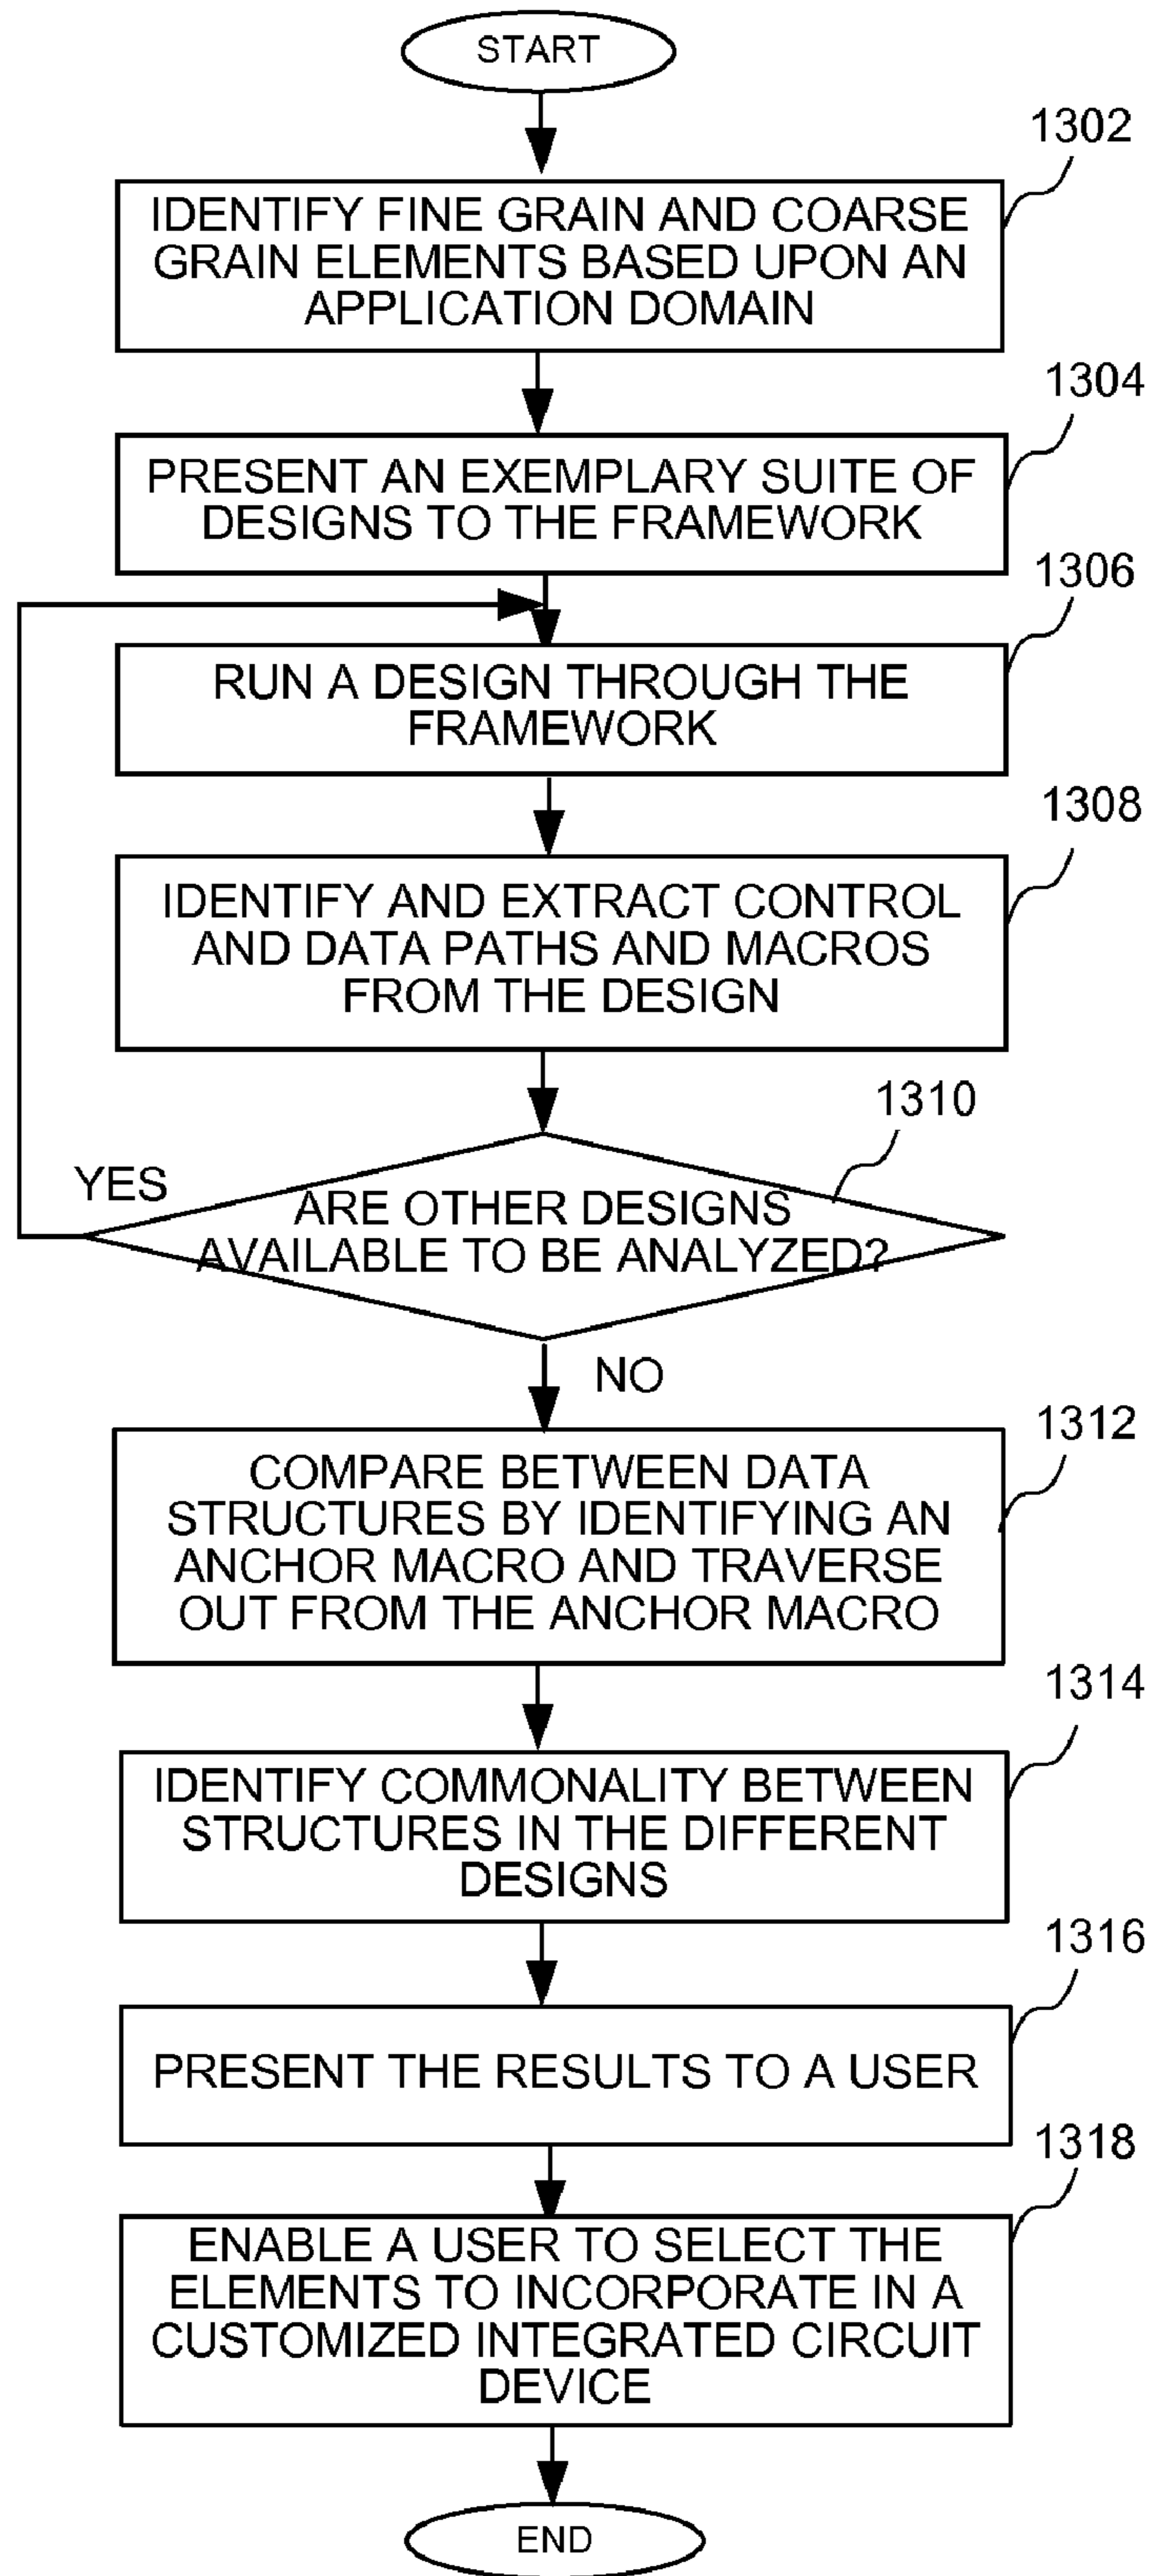 START
1302
IDENTIFY FINE GRAIN AND COARSE
GRAIN ELEMENTS BASED UPON AN
APPLICATION DOMAIN
1304
PRESENT AN EXEMPLARY SUITE OF
DESIGNS TO THE FRAMEWORK
1306
RUN A DESIGN THROUGH THE
FRAMEWORK
1308
IDENTIFY AND EXTRACT CONTROL
AND DATA PATHS AND MACROS
FROM THE DESIGN
1310
YES
ARE OTHER DESIGNS
AVAILABLE TO BE ANALYZED?
NO
1312
COMPARE BETWEEN DATA
STRUCTURES BY IDENTIFYING AN
ANCHOR MACRO AND TRAVERSE
OUT FROM THE ANCHOR MACRO
1314
IDENTIFY COMMONALITY BETWEEN
STRUCTURES IN THE DIFFERENT
DESIGNS
1316
PRESENT THE RESULTS TO A USER
1318
ENABLE A USER TO SELECT THE
ELEMENTS TO INCORPORATE IN A
CUSTOMIZED INTEGRATED CIRCUIT
DEVICE
END